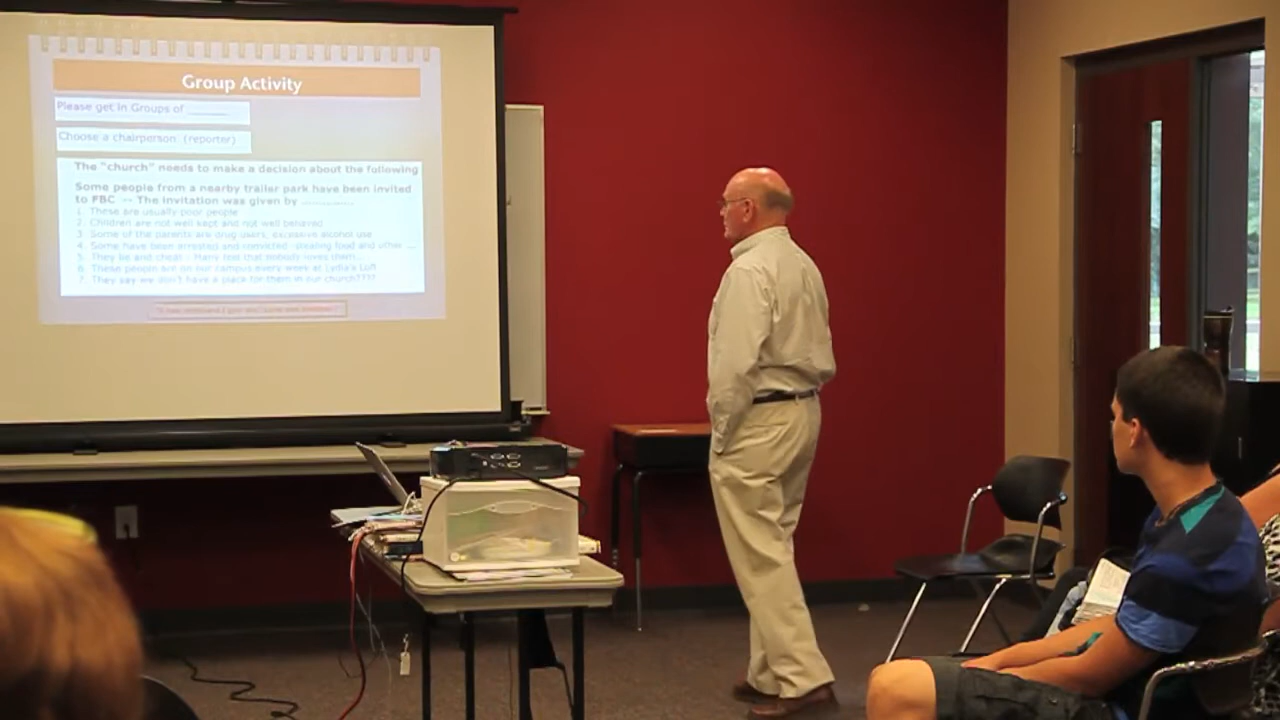 Group Activity
Please get in Groups of ________
Choose a chairperson (reporter)
The "church" needs to make a decision about the following
Some people from a nearby trailer park have been invited
to FBC -- The invitation was given by ............
1. These are usually poor people
2. Children are not well kept and not well behaved
3. Some of the parents are drug users, excessive alcohol use
4. Some have been arrested and convicted -stealing food and other ...
5. They lie and cheat - Many feel that nobody loves them...
6. These people are on our campus every week at Lydia's Loft
7. They say we don't have a place for them in our church????